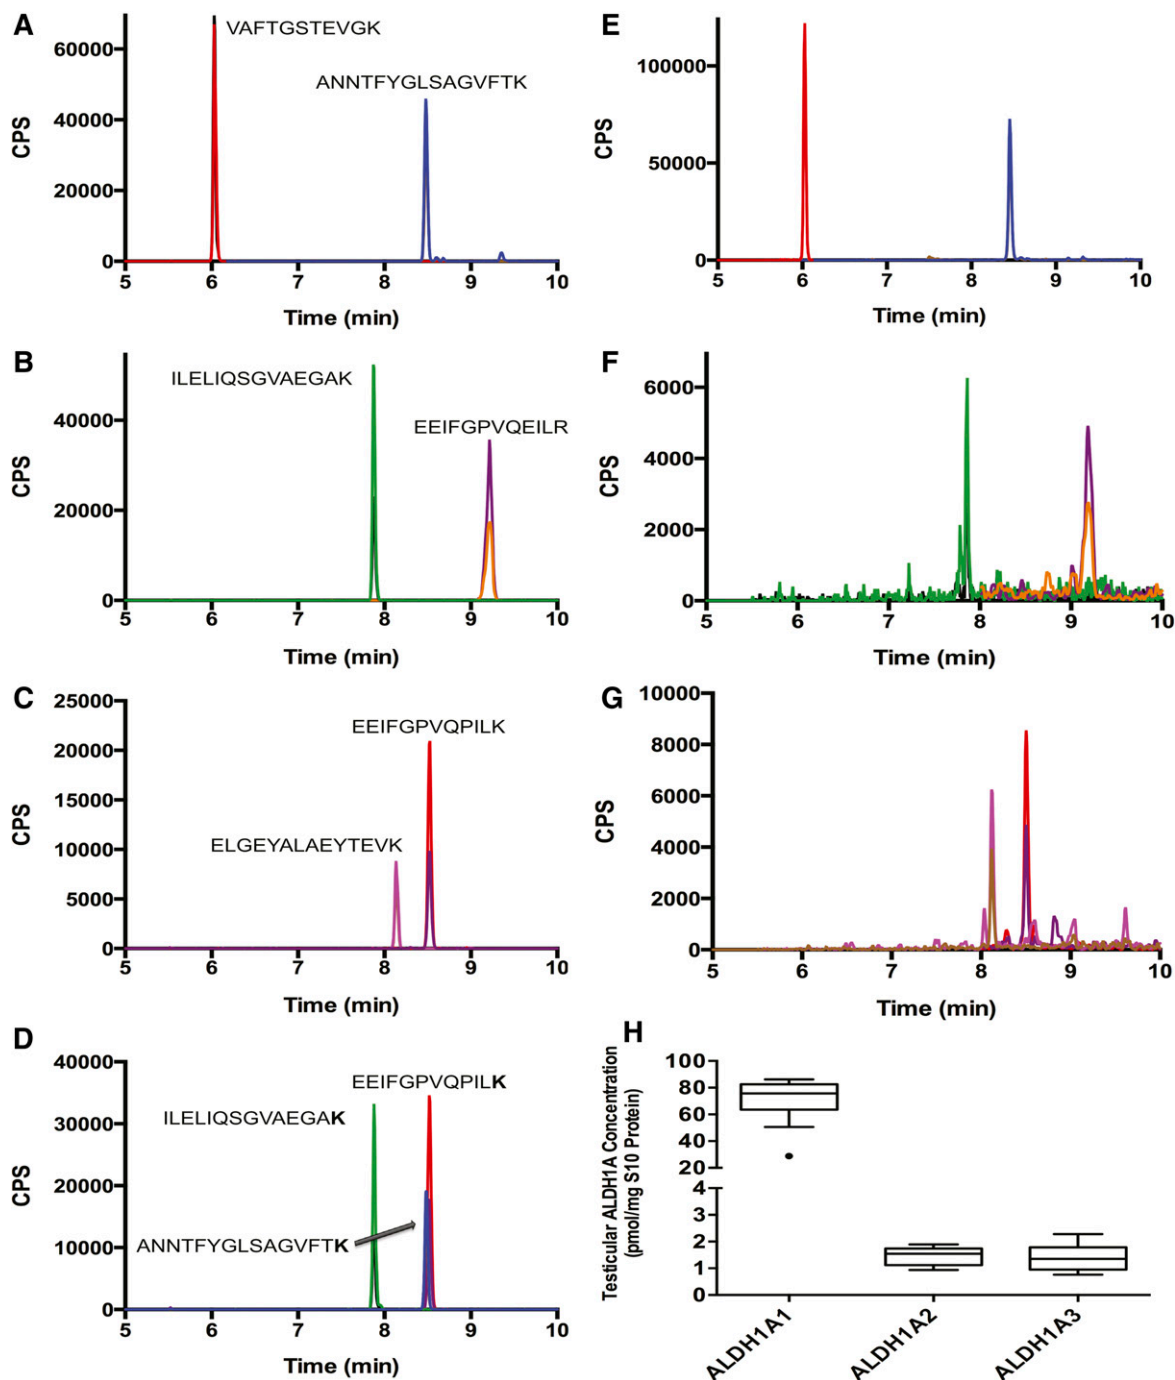 A
CPS
60000
40000
20000
0
VAFTGSTEVGK
ANNTFYGLSAGVFTK
5 6 7 8 9 10
Time (min)
E
CPS
100000
50000
0
5 6 7 8 9 10
Time (min)
B
CPS
40000
20000
0
ILELIQSGVAEGAK
EEIFGPVQEILR
5 6 7 8 9 10
Time (min)
F
CPS
6000
4000
2000
0
5 6 7 8 9 10
Time (min)
C
CPS
25000
20000
15000
10000
5000
0
EEIFGPVQPILK
ELGEYALAEYTEVK
5 6 7 8 9 10
Time (min)
G
CPS
10000
8000
6000
4000
2000
0
5 6 7 8 9 10
Time (min)
D
CPS
40000
30000
20000
10000
0
EEIFGPVQPILK
ILELIQSGVAEGAK
ANNTFYGLSAGVFTK
5 6 7 8 9 10
Time (min)
H
Testicular ALDH1A Concentration
(pmol/mg S10 Protein)
100
80
60
40
20
4
3
2
1
0
ALDH1A1
ALDH1A2
ALDH1A3